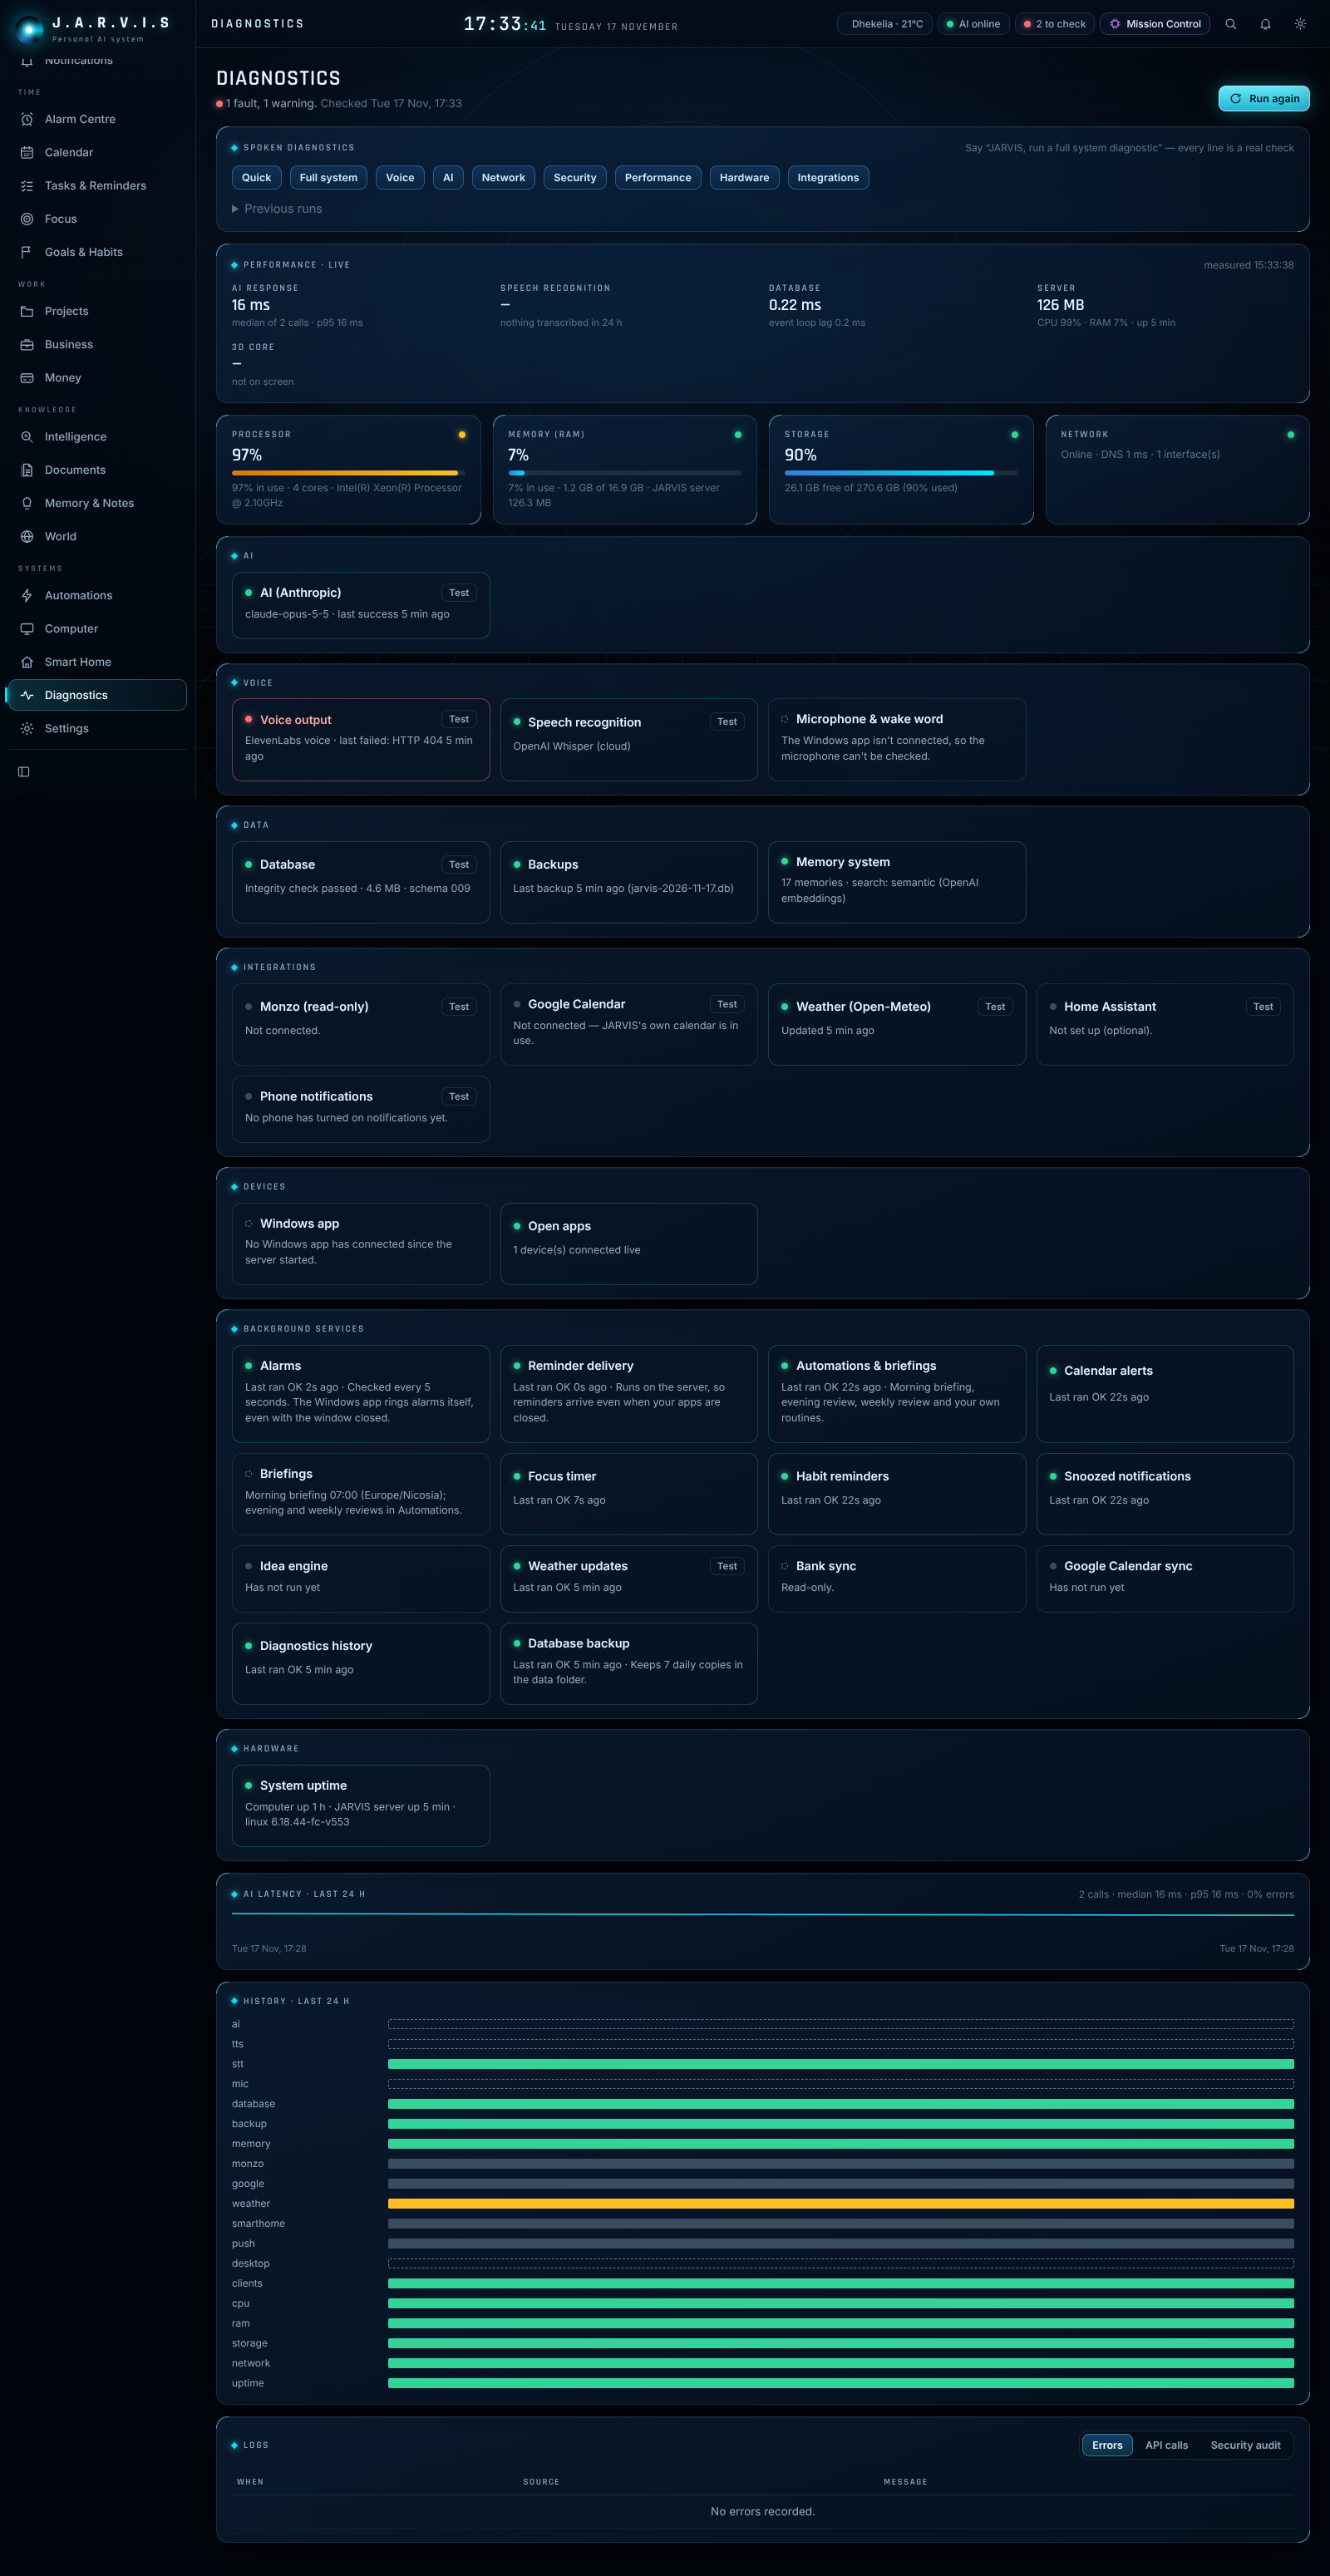 J.A.R.V.I.S
Personal AI system
Notifications
TIME
Alarm Centre
Calendar
Tasks & Reminders
Focus
Goals & Habits
WORK
Projects
Business
Money
KNOWLEDGE
Intelligence
Documents
Memory & Notes
World
SYSTEMS
Automations
Computer
Smart Home
Diagnostics
Settings
DIAGNOSTICS
17:33:41 TUESDAY 17 NOVEMBER
Dhekelia · 21°C
AI online
2 to check
Mission Control
DIAGNOSTICS
1 fault, 1 warning. Checked Tue 17 Nov, 17:33
Run again
SPOKEN DIAGNOSTICS
Say “JARVIS, run a full system diagnostic” — every line is a real check
Quick
Full system
Voice
AI
Network
Security
Performance
Hardware
Integrations
Previous runs
PERFORMANCE · LIVE
measured 15:33:38
AI RESPONSE
16 ms
median of 2 calls · p95 16 ms
SPEECH RECOGNITION
—
nothing transcribed in 24 h
DATABASE
0.22 ms
event loop lag 0.2 ms
SERVER
126 MB
CPU 99% · RAM 7% · up 5 min
3D CORE
—
not on screen
PROCESSOR
97%
97% in use · 4 cores · Intel(R) Xeon(R) Processor
@ 2.10GHz
MEMORY (RAM)
7%
7% in use · 1.2 GB of 16.9 GB · JARVIS server
126.3 MB
STORAGE
90%
26.1 GB free of 270.6 GB (90% used)
NETWORK
Online · DNS 1 ms · 1 interface(s)
AI
AI (Anthropic)
Test
claude-opus-5-5 · last success 5 min ago
VOICE
Voice output
Test
ElevenLabs voice · last failed: HTTP 404 5 min
ago
Speech recognition
Test
OpenAI Whisper (cloud)
Microphone & wake word
The Windows app isn't connected, so the
microphone can't be checked.
DATA
Database
Test
Integrity check passed · 4.6 MB · schema 009
Backups
Last backup 5 min ago (jarvis-2026-11-17.db)
Memory system
17 memories · search: semantic (OpenAI
embeddings)
INTEGRATIONS
Monzo (read-only)
Test
Not connected.
Google Calendar
Test
Not connected — JARVIS's own calendar is in
use.
Weather (Open-Meteo)
Test
Updated 5 min ago
Home Assistant
Test
Not set up (optional).
Phone notifications
Test
No phone has turned on notifications yet.
DEVICES
Windows app
No Windows app has connected since the
server started.
Open apps
1 device(s) connected live
BACKGROUND SERVICES
Alarms
Last ran OK 2s ago · Checked every 5
seconds. The Windows app rings alarms itself,
even with the window closed.
Reminder delivery
Last ran OK 0s ago · Runs on the server, so
reminders arrive even when your apps are
closed.
Automations & briefings
Last ran OK 22s ago · Morning briefing,
evening review, weekly review and your own
routines.
Calendar alerts
Last ran OK 22s ago
Briefings
Morning briefing 07:00 (Europe/Nicosia);
evening and weekly reviews in Automations.
Focus timer
Last ran OK 7s ago
Habit reminders
Last ran OK 22s ago
Snoozed notifications
Last ran OK 22s ago
Idea engine
Has not run yet
Weather updates
Test
Last ran OK 5 min ago
Bank sync
Read-only.
Google Calendar sync
Has not run yet
Diagnostics history
Last ran OK 5 min ago
Database backup
Last ran OK 5 min ago · Keeps 7 daily copies in
the data folder.
HARDWARE
System uptime
Computer up 1 h · JARVIS server up 5 min ·
linux 6.18.44-fc-v553
AI LATENCY · LAST 24 H
2 calls · median 16 ms · p95 16 ms · 0% errors
Tue 17 Nov, 17:28
Tue 17 Nov, 17:28
HISTORY · LAST 24 H
ai
tts
stt
mic
database
backup
memory
monzo
google
weather
smarthome
push
desktop
clients
cpu
ram
storage
network
uptime
LOGS
Errors
API calls
Security audit
WHEN
SOURCE
MESSAGE
No errors recorded.